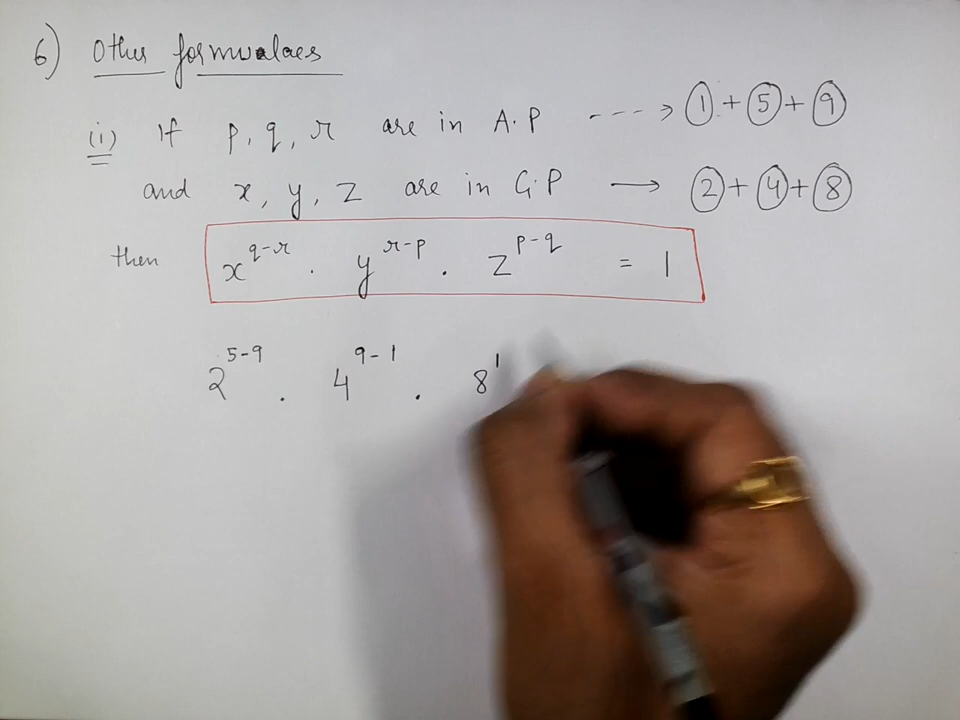 6) Other formulaes
(i) If p, q, r are in A.P ---> ① + ⑤ + ⑨
and x, y, z are in G.P → ② + ④ + ⑧
then x^{q-r} . y^{r-p} . z^{p-q} = 1
2^{5-9} . 4^{9-1} . 8^{1